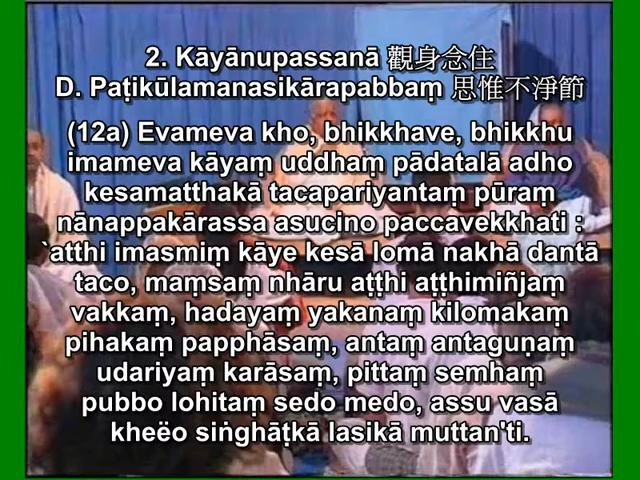 2. Kāyānupassanā 觀身念住
D. Paṭikūlamanasikārapabbaṃ 思惟不淨節
(12a) Evameva kho, bhikkhave, bhikkhu
imameva kāyaṃ uddhaṃ pādatalā adho
kesamatthakā tacapariyantaṃ pūraṃ
nānappakārassa asucino paccavekkhati :
`atthi imasmiṃ kāye kesā lomā nakhā dantā
taco, maṃsaṃ nhāru aṭṭhi aṭṭhimiñjaṃ
vakkaṃ, hadayaṃ yakanaṃ kilomakaṃ
pihakaṃ papphāsaṃ, antaṃ antaguṇaṃ
udariyaṃ karāsaṃ, pittaṃ semhaṃ
pubbo lohitaṃ sedo medo, assu vasā
kheëo siṅghāṭkā lasikā muttan'ti.